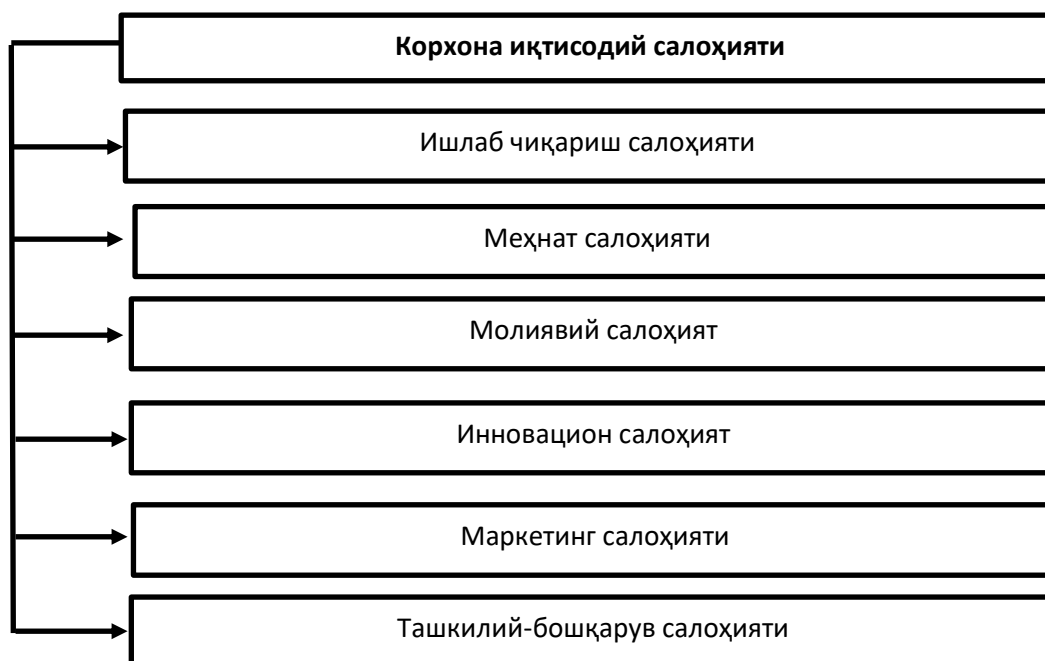 Корхона иқтисодий салоҳияти
Ишлаб чиқариш салоҳияти
Меҳнат салоҳияти
Молиявий салоҳият
Инновацион салоҳият
Маркетинг салоҳияти
Ташкилий-бошқарув салоҳияти